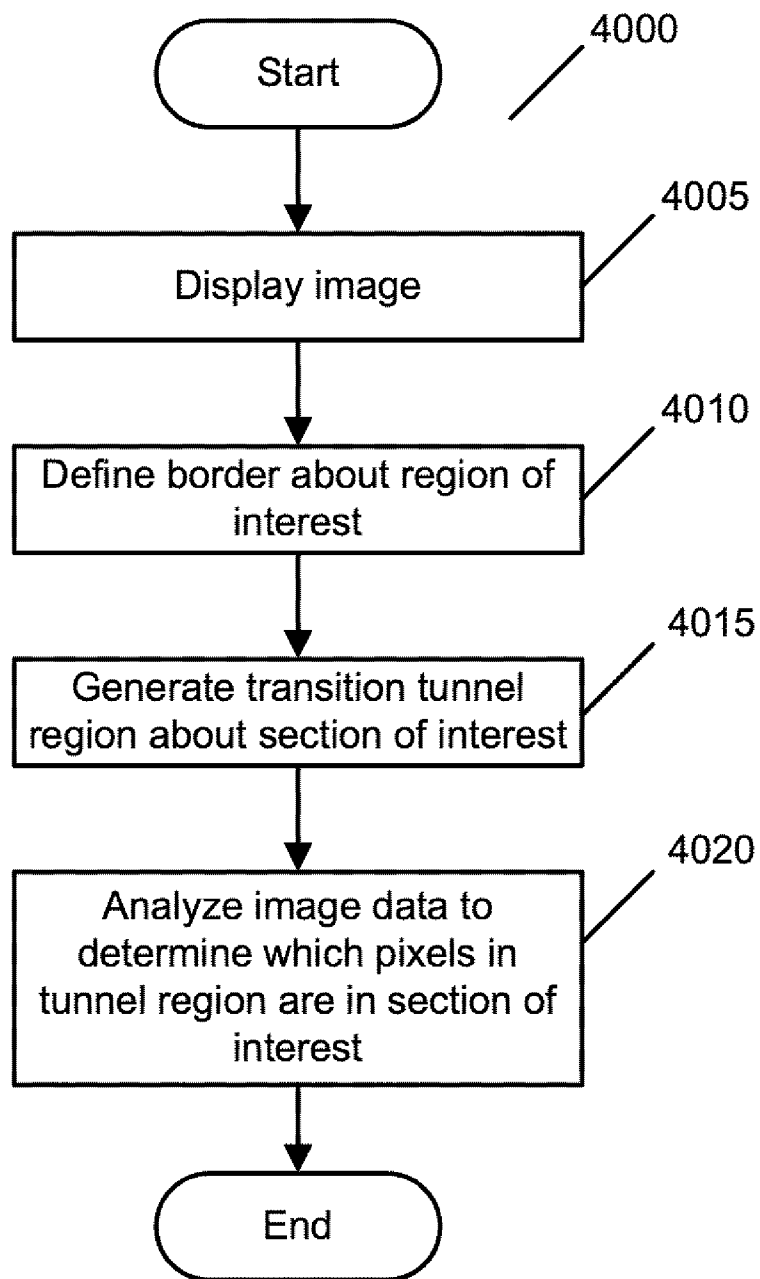 4000
Start
4005
Display image
4010
Define border about region of
interest
4015
Generate transition tunnel
region about section of interest
4020
Analyze image data to
determine which pixels in
tunnel region are in section of
interest
End